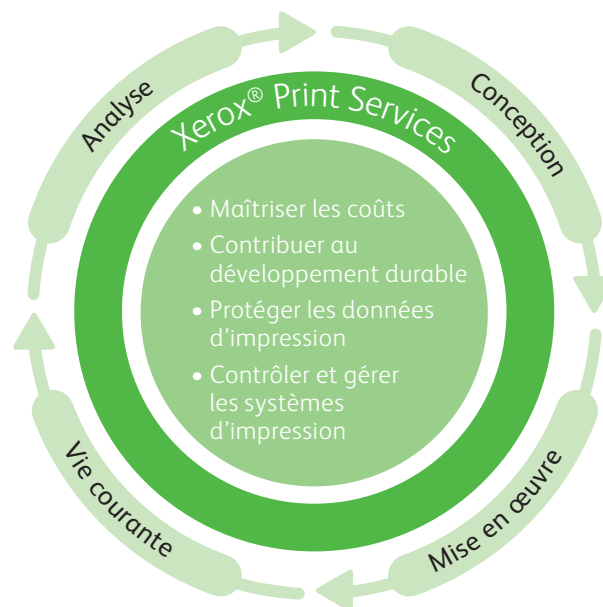 Analyse
Conception
Xerox® Print Services
• Maîtriser les coûts
• Contribuer au
développement durable
• Protéger les données
d’impression
• Contrôler et gérer
les systèmes
d’impression
Vie courante
Mise en œuvre